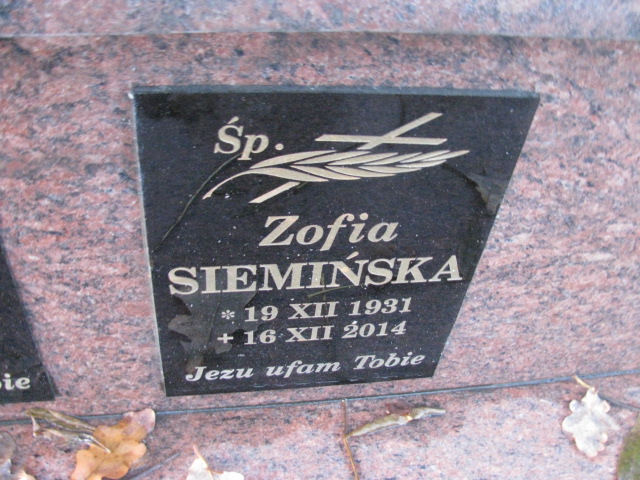 Śp.
Zofia
SIEMIŃSKA
* 19 XII 1931
+ 16 XII 2014
Jezu ufam Tobie